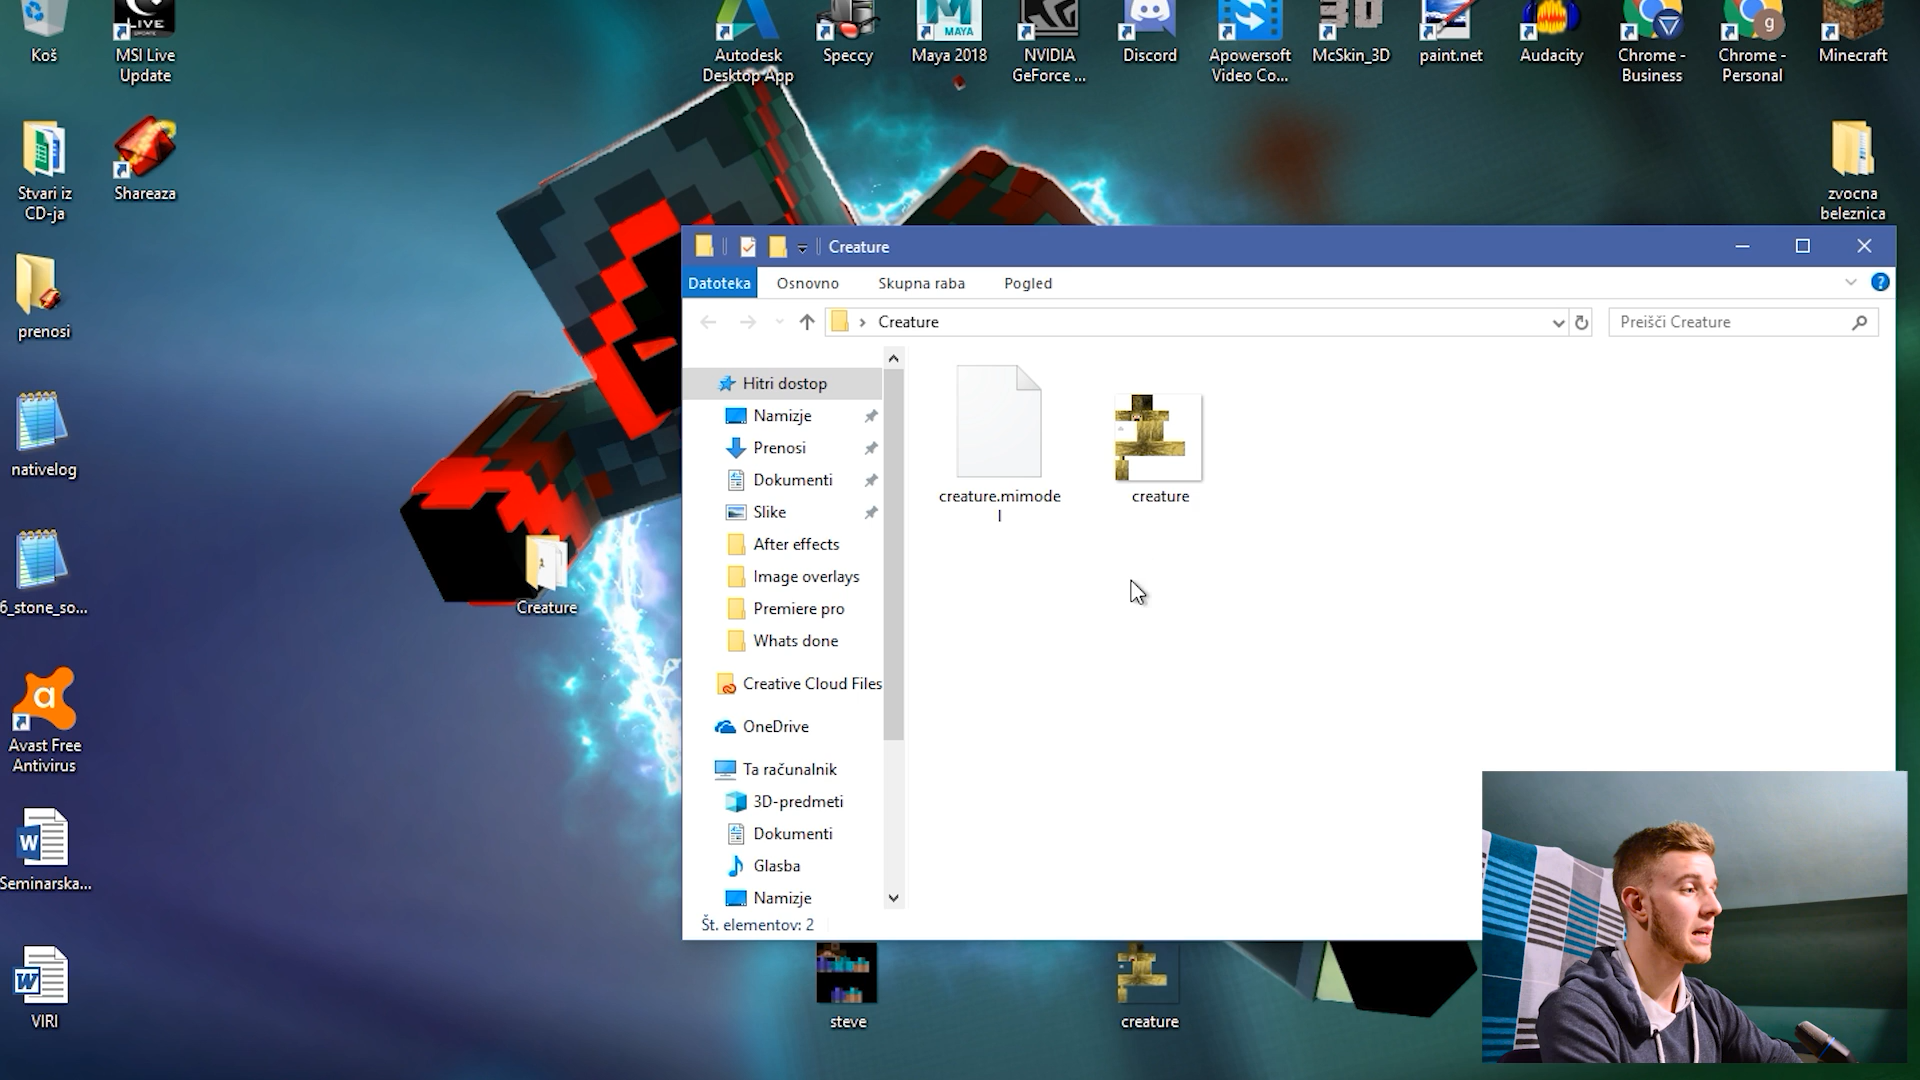 LIVE
Koš
MSI Live
Update
Autodesk
Desktop App
Speccy
MAYA
Maya 2018
NVIDIA
GeForce ...
Discord
Apowersoft
Video Co...
McSkin_3D
paint.net
Audacity
Chrome -
Business
g
Chrome -
Personal
Minecraft
Stvari iz
CD-ja
Shareaza
zvocna
beleznica
prenosi
nativelog
6_stone_so...
Avast Free
Antivirus
Seminarska...
VIRI
Creature
Creature
Datoteka
Osnovno
Skupna raba
Pogled
Creature
Preišči Creature
Hitri dostop
Namizje
Prenosi
Dokumenti
Slike
After effects
Image overlays
Premiere pro
Whats done
Creative Cloud Files
OneDrive
Ta računalnik
3D-predmeti
Dokumenti
Glasba
Namizje
creature.mimode
l
creature
Št. elementov: 2
steve
creature